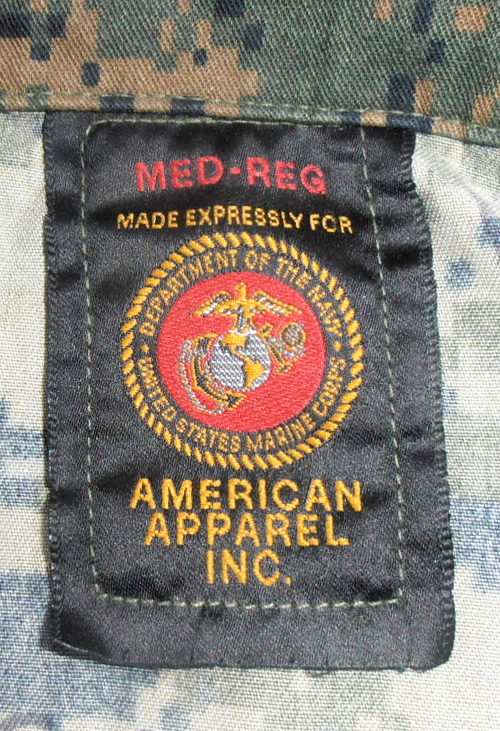 MED-REG
MADE EXPRESSLY FOR
DEPARTMENT OF THE NAVY
UNITED STATES MARINE CORPS
AMERICAN
APPAREL
INC.